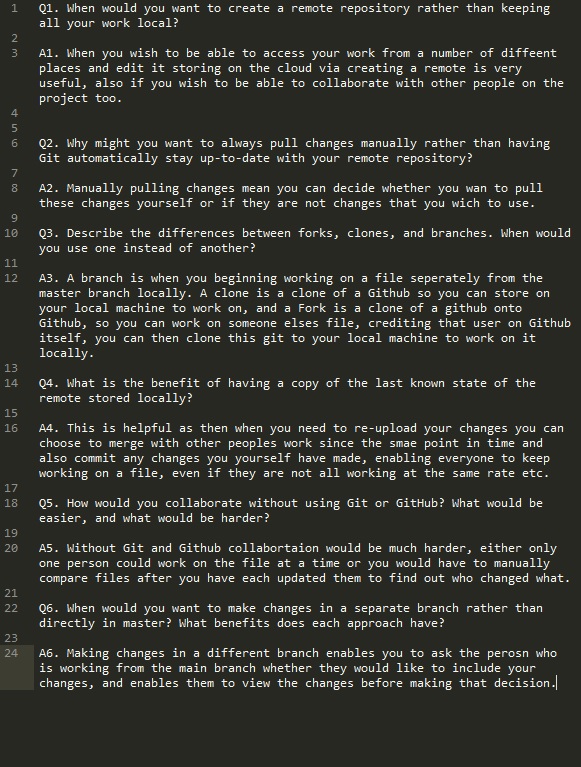 1 Q1. When would you want to create a remote repository rather than keeping
all your work local?
2
3 A1. When you wish to be able to access your work from a number of diffeent
places and edit it storing on the cloud via creating a remote is very
useful, also if you wish to be able to collaborate with other people on the
project too.
4
5
6 Q2. Why might you want to always pull changes manually rather than having
Git automatically stay up-to-date with your remote repository?
7
8 A2. Manually pulling changes mean you can decide whether you wan to pull
these changes yourself or if they are not changes that you wich to use.
9
10 Q3. Describe the differences between forks, clones, and branches. When would
you use one instead of another?
11
12 A3. A branch is when you beginning working on a file seperately from the
master branch locally. A clone is a clone of a Github so you can store on
your local machine to work on, and a Fork is a clone of a github onto
Github, so you can work on someone elses file, crediting that user on Github
itself, you can then clone this git to your local machine to work on it
locally.
13
14 Q4. What is the benefit of having a copy of the last known state of the
remote stored locally?
15
16 A4. This is helpful as then when you need to re-upload your changes you can
choose to merge with other peoples work since the smae point in time and
also commit any changes you yourself have made, enabling everyone to keep
working on a file, even if they are not all working at the same rate etc.
17
18 Q5. How would you collaborate without using Git or GitHub? What would be
easier, and what would be harder?
19
20 A5. Without Git and Github collabortaion would be much harder, either only
one person could work on the file at a time or you would have to manually
compare files after you have each updated them to find out who changed what.
21
22 Q6. When would you want to make changes in a separate branch rather than
directly in master? What benefits does each approach have?
23
24 A6. Making changes in a different branch enables you to ask the perosn who
is working from the main branch whether they would like to include your
changes, and enables them to view the changes before making that decision.